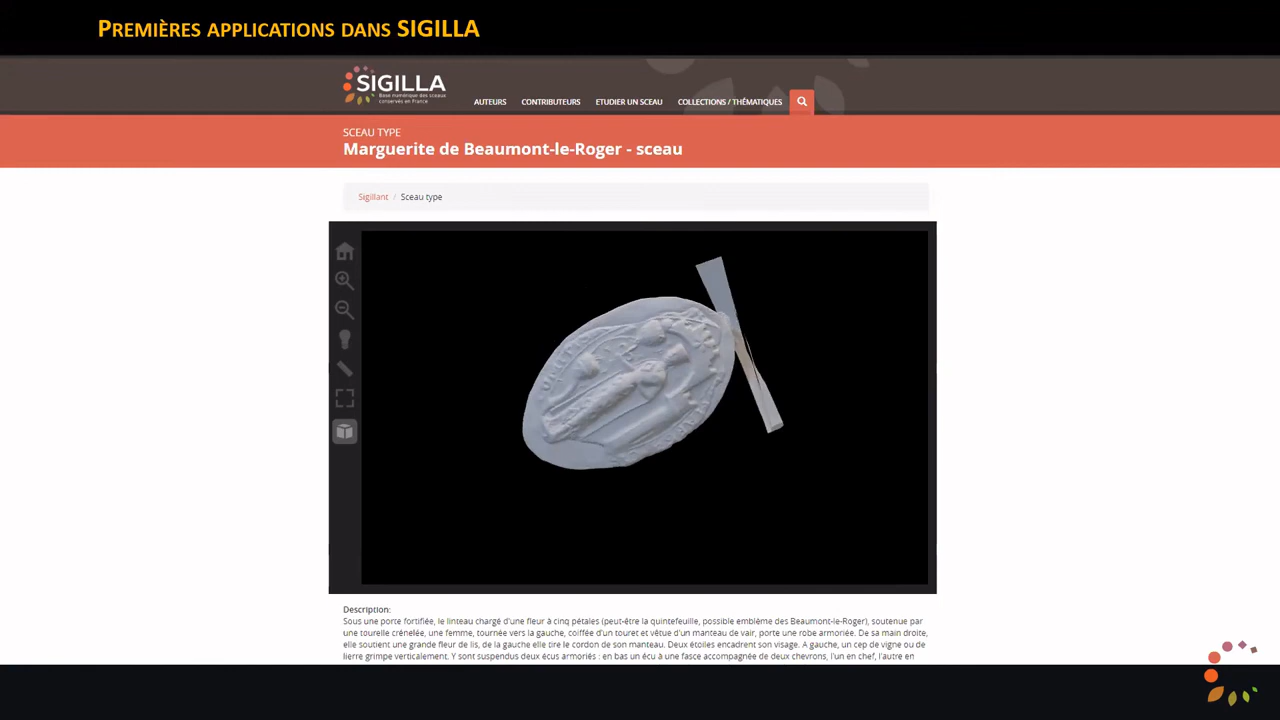 PREMIÈRES APPLICATIONS DANS SIGILLA
SIGILLA
Base numérique des sceaux
conservés en France
AUTEURS CONTRIBUTEURS ETUDIER UN SCEAU COLLECTIONS / THÉMATIQUES
SCEAU TYPE
Marguerite de Beaumont-le-Roger - sceau
Sigillant / Sceau type
Description:
Sous une porte fortifiée, le linteau chargé d'une fleur à cinq pétales (peut-être la quintefeuille, possible emblème des Beaumont-le-Roger), soutenue par
une tourelle crénelée, une femme, tournée vers la gauche, coiffée d'un touret et vêtue d'un manteau de vair, porte une robe armoriée. De sa main droite,
elle soutient une grande fleur de lis, de la gauche elle tire le cordon de son manteau. Deux étoiles encadrent son visage. A gauche, un cep de vigne ou de
lierre grimpe verticalement. Y sont suspendus deux écus armoriés : en bas un écu à une fasce accompagnée de deux chevrons, l'un en chef, l'autre en